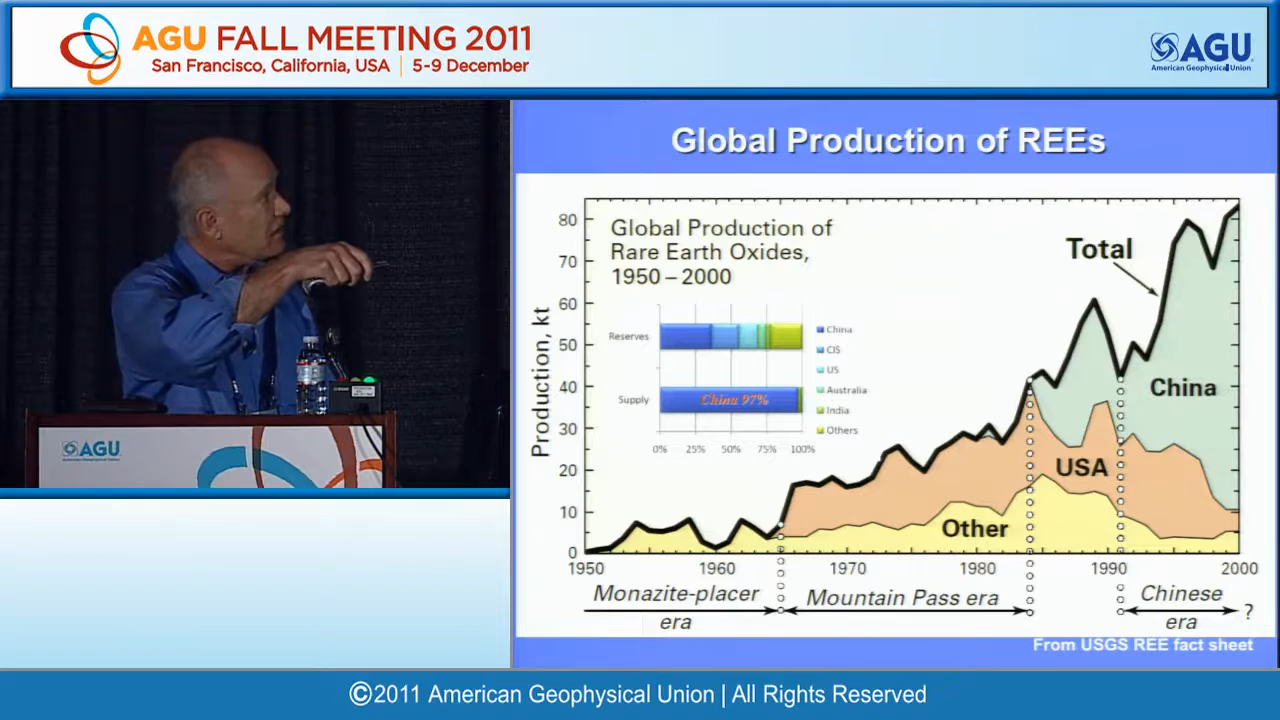 AGU FALL MEETING 2011
San Francisco, California, USA | 5-9 December
AGU
American Geophysical Union
AGU
Global Production of REEs
Global Production of
Rare Earth Oxides,
1950 – 2000
Production, kt
80
70
60
50
40
30
20
10
0
Reserves
Supply
China 97%
0% 25% 50% 75% 100%
China
CIS
US
Australia
India
Others
Total
China
USA
Other
1950 1960 1970 1980 1990 2000
Monazite-placer
era
Mountain Pass era
Chinese
era
?
From USGS REE fact sheet
©2011 American Geophysical Union | All Rights Reserved